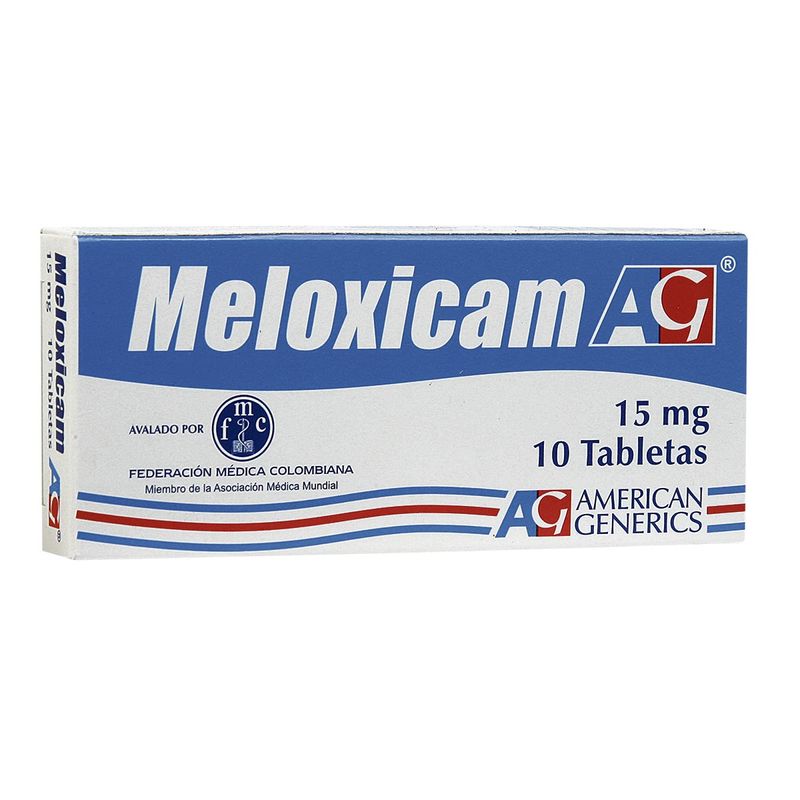 Meloxicam AG®
15 mg
10 Tabletas
AVALADO POR
fmc
FEDERACIÓN MÉDICA COLOMBIANA
Miembro de la Asociación Médica Mundial
AG AMERICAN
GENERICS
Meloxicam AG®
15 mg 10 Tabletas